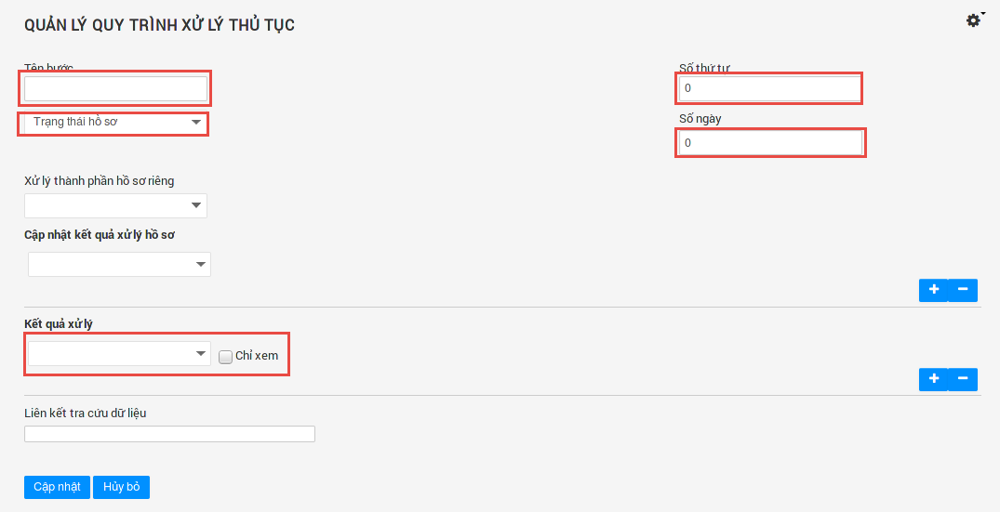 QUẢN LÝ QUY TRÌNH XỬ LÝ THỦ TỤC
Tên bước
Số thứ tự
0
Trạng thái hồ sơ
Số ngày
0
Xử lý thành phần hồ sơ riêng
Cập nhật kết quả xử lý hồ sơ
Kết quả xử lý
Chỉ xem
Liên kết tra cứu dữ liệu
Cập nhật
Hủy bỏ